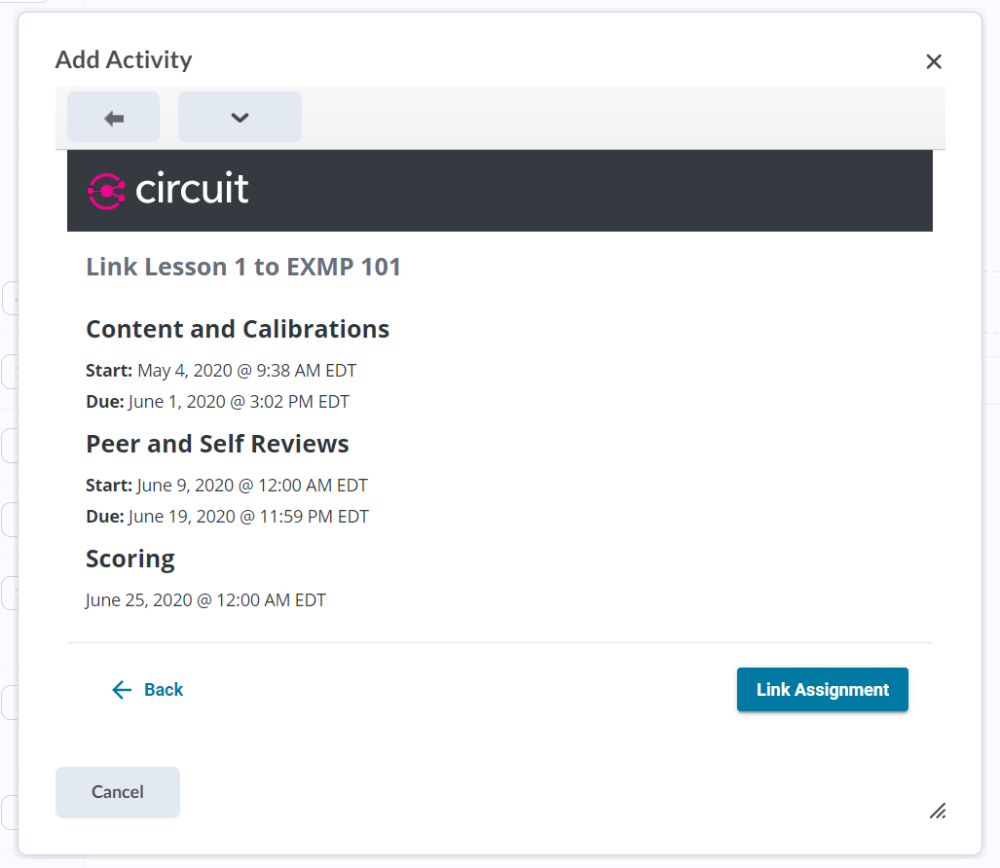 Add Activity
circuit
Link Lesson 1 to EXMP 101
Content and Calibrations
Start: May 4, 2020 @ 9:38 AM EDT
Due: June 1, 2020 @ 3:02 PM EDT
Peer and Self Reviews
Start: June 9, 2020 @ 12:00 AM EDT
Due: June 19, 2020 @ 11:59 PM EDT
Scoring
June 25, 2020 @ 12:00 AM EDT
Back
Link Assignment
Cancel